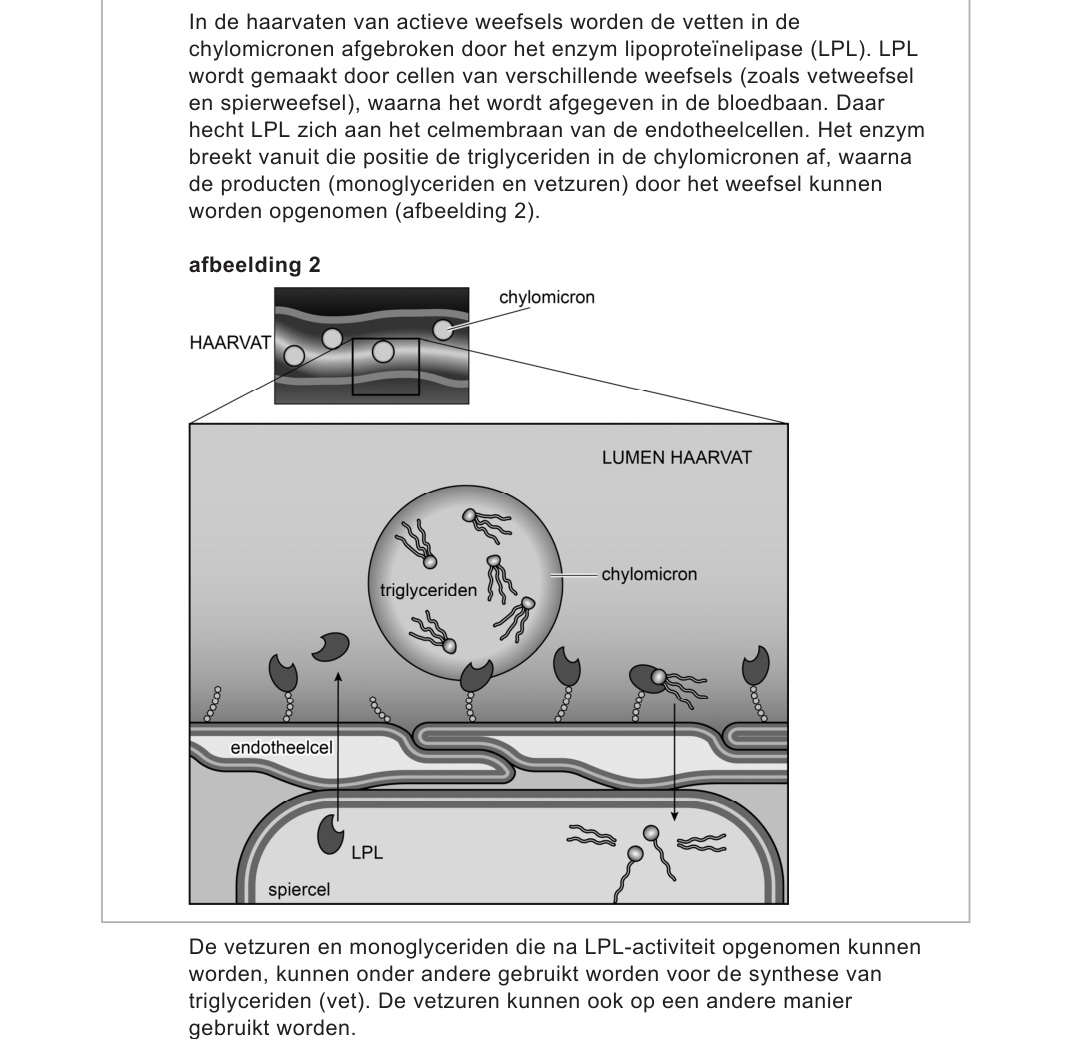 In de haarvaten van actieve weefsels worden de vetten in de
chylomicronen afgebroken door het enzym lipoproteïnelipase (LPL). LPL
wordt gemaakt door cellen van verschillende weefsels (zoals vetweefsel
en spierweefsel), waarna het wordt afgegeven in de bloedbaan. Daar
hecht LPL zich aan het celmembraan van de endotheelcellen. Het enzym
breekt vanuit die positie de triglyceriden in de chylomicronen af, waarna
de producten (monoglyceriden en vetzuren) door het weefsel kunnen
worden opgenomen (afbeelding 2).
afbeelding 2
chylomicron
HAARVAT
LUMEN HAARVAT
chylomicron
triglyceriden
endotheelcel
LPL
spiercel
De vetzuren en monoglyceriden die na LPL-activiteit opgenomen kunnen
worden, kunnen onder andere gebruikt worden voor de synthese van
triglyceriden (vet). De vetzuren kunnen ook op een andere manier
gebruikt worden.